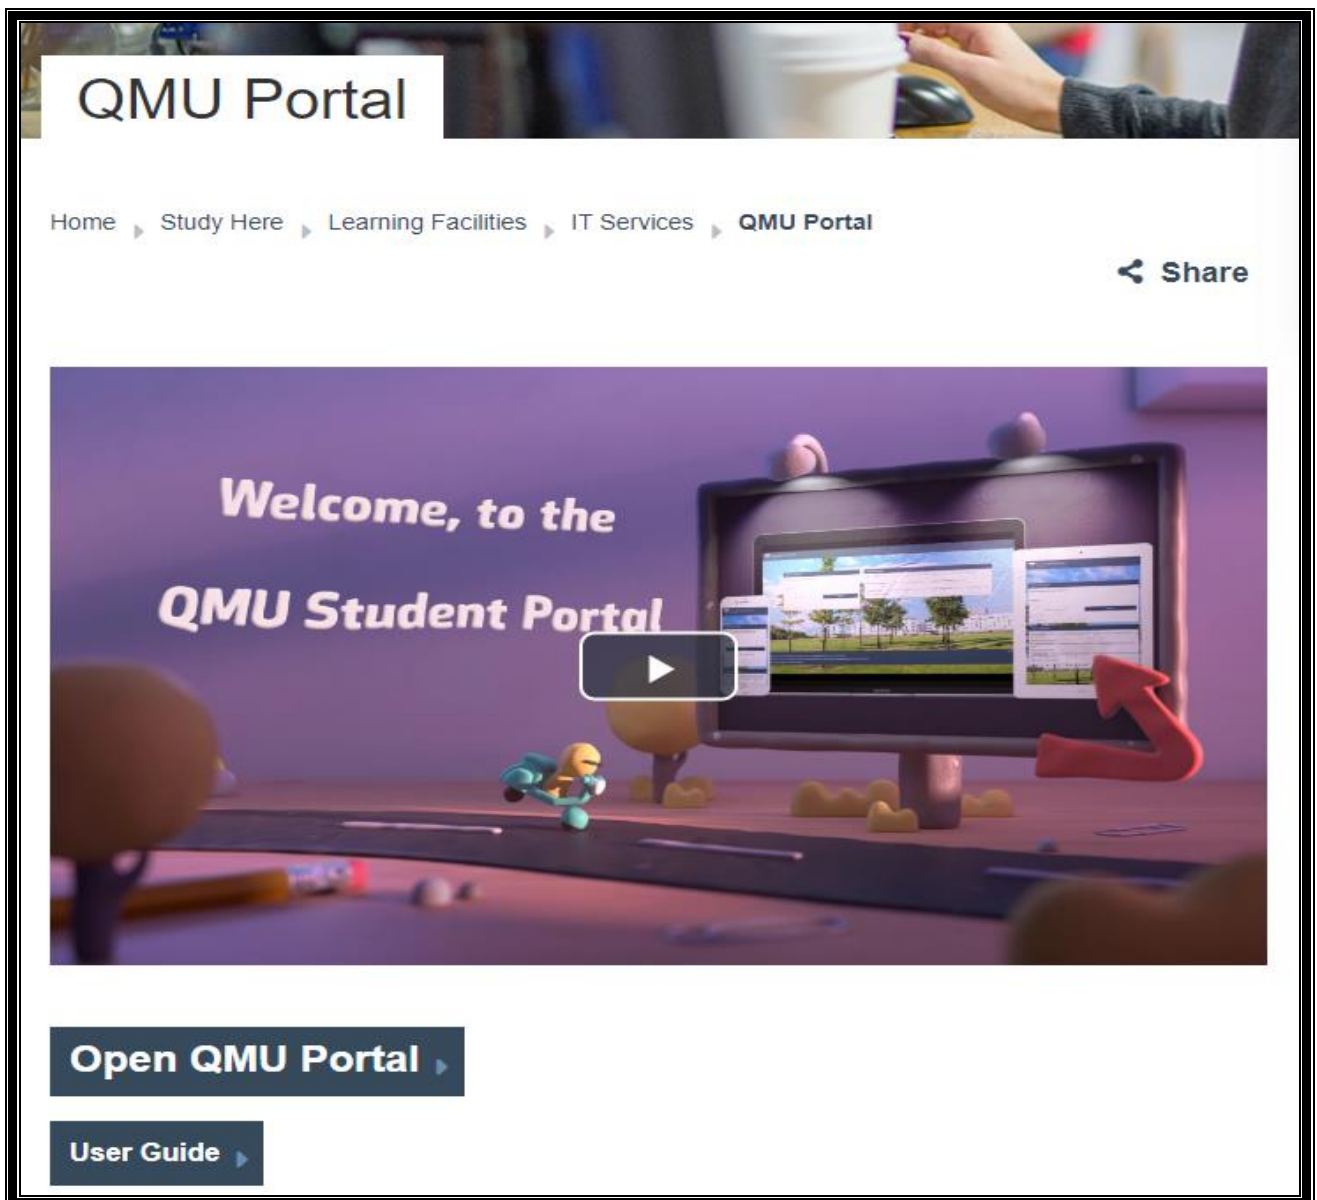 QMU Portal
Home Study Here Learning Facilities IT Services QMU Portal
Share
Welcome, to the
QMU Student Portal
Open QMU Portal
User Guide